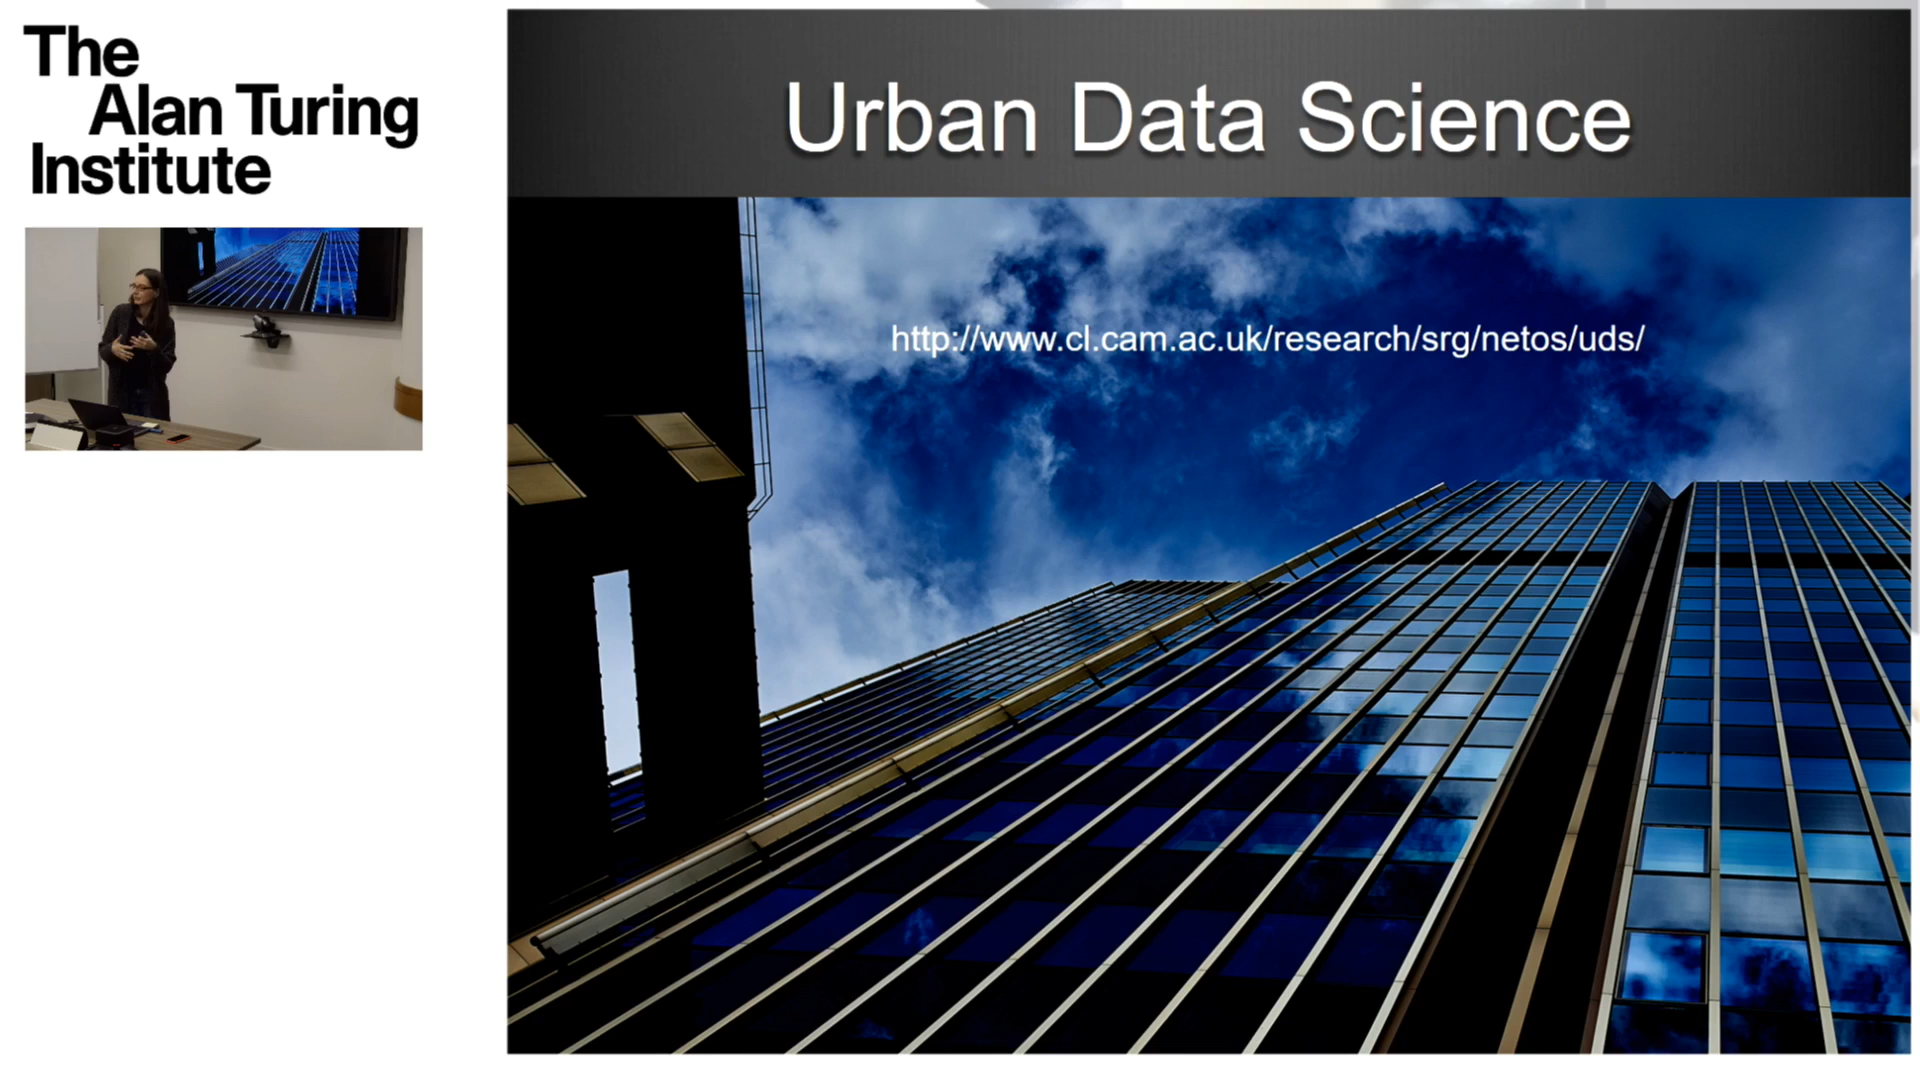 The
Alan Turing
Institute
Urban Data Science
http://www.cl.cam.ac.uk/research/srg/netos/uds/